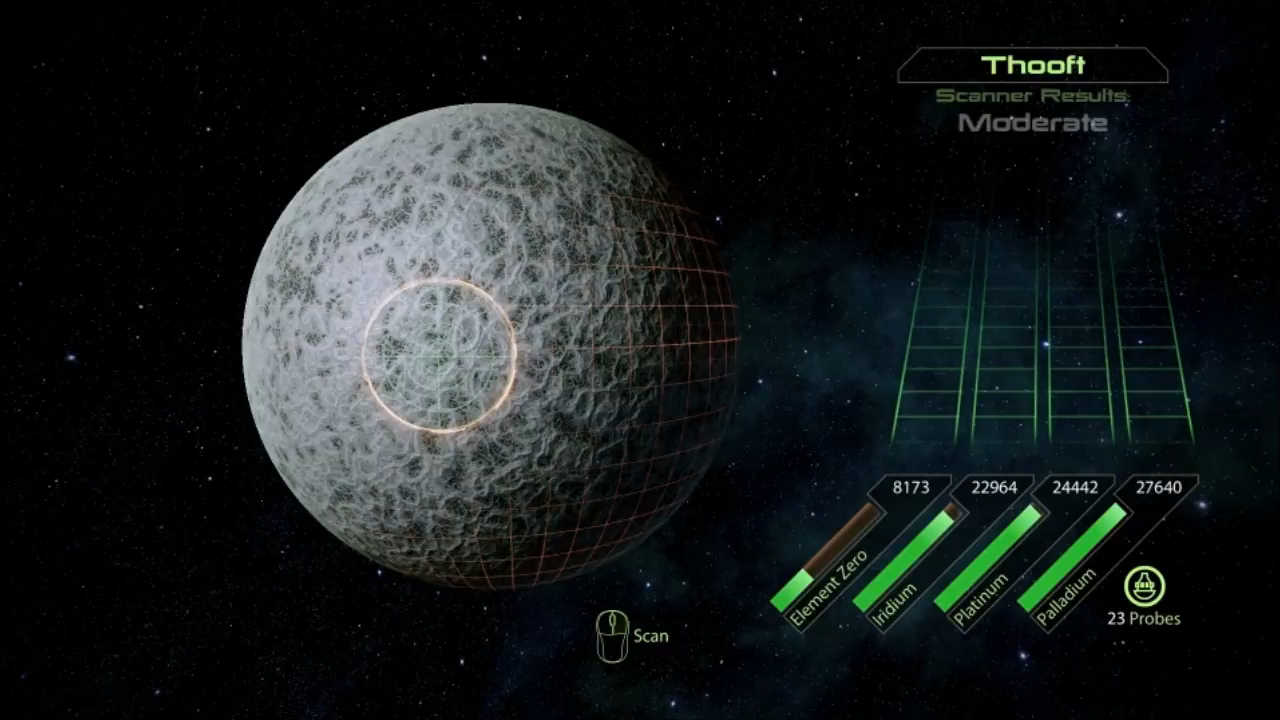 Thooft
Scanner Results:
Moderate
8173
22964
24442
27640
Element Zero
Iridium
Platinum
Palladium
23 Probes
Scan